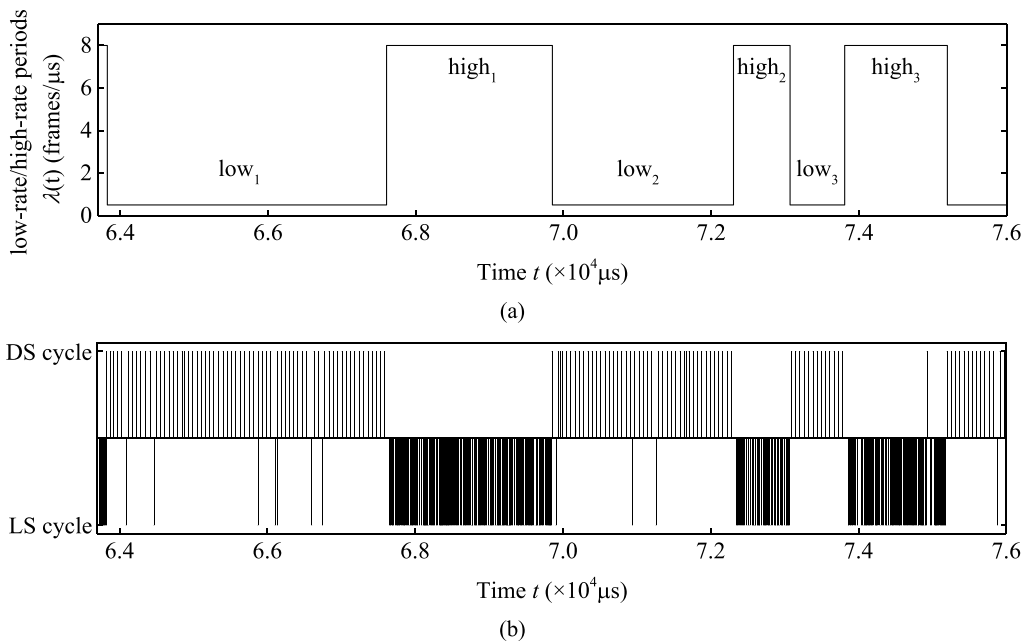 low-rate/high-rate periods
λ(t) (frames/μs)
8
6
4
2
0
high₁
high₂
high₃
low₁
low₂
low₃
6.4 6.6 6.8 7.0 7.2 7.4 7.6
Time t (×10⁴μs)
(a)
DS cycle
LS cycle
6.4 6.6 6.8 7.0 7.2 7.4 7.6
Time t (×10⁴μs)
(b)